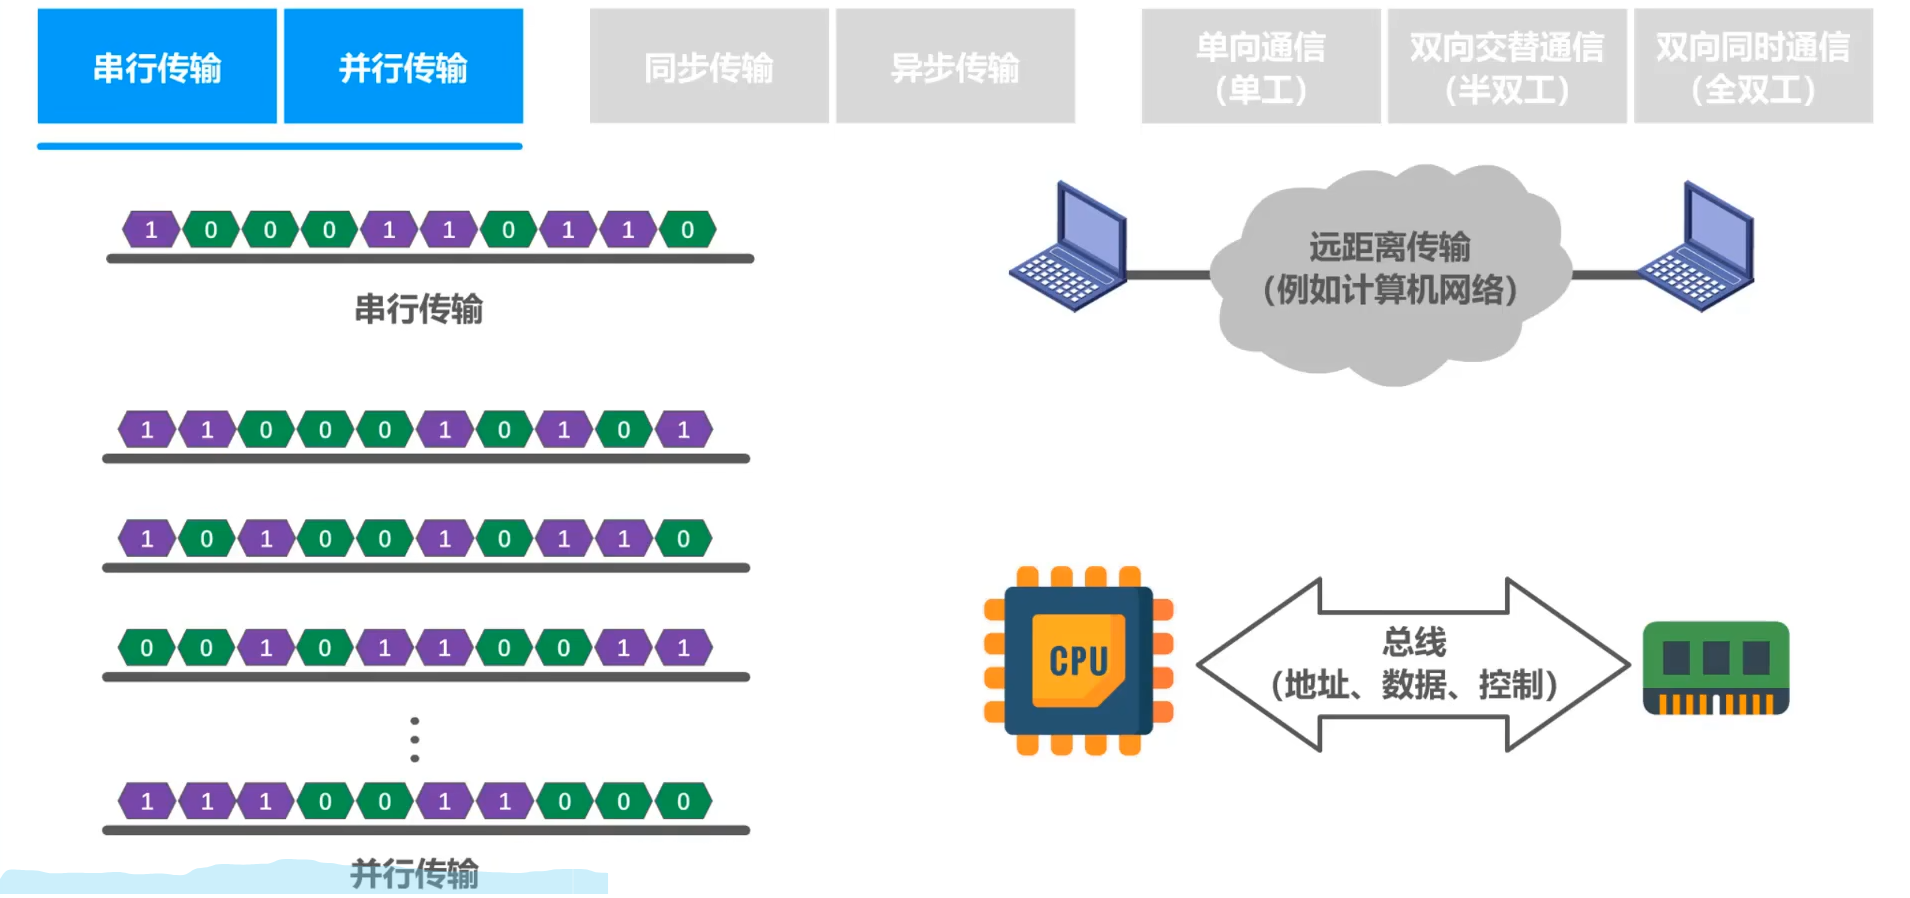 串行传输
并行传输
同步传输
异步传输
单向通信
（单工）
双向交替通信
（半双工）
双向同时通信
（全双工）
1 0 0 0 1 1 0 1 1 0
串行传输
远距离传输
（例如计算机网络）
1 1 0 0 0 1 0 1 0 1
1 0 1 0 0 1 0 1 1 0
0 0 1 0 1 1 0 0 1 1
1 1 1 0 0 1 1 0 0 0
并行传输
CPU
总线
（地址、数据、控制）